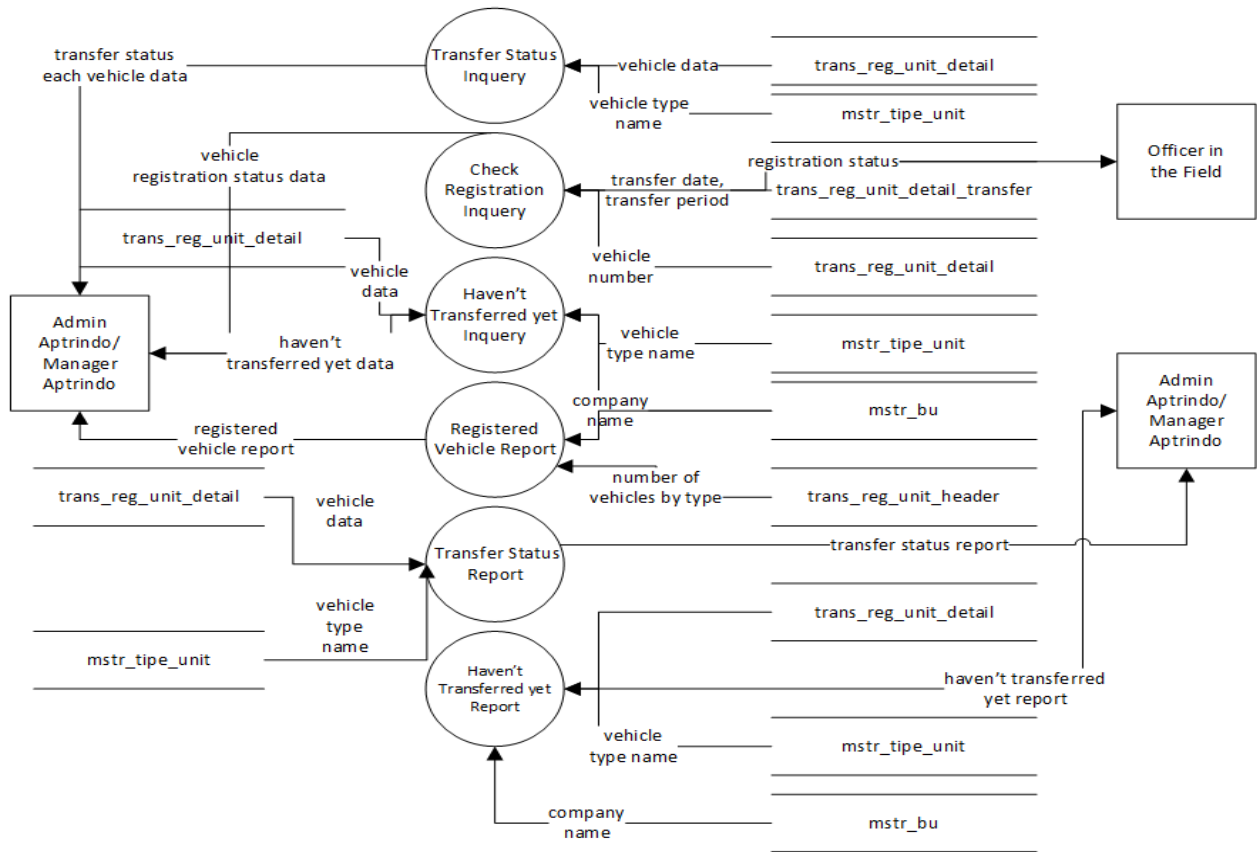 transfer status
each vehicle data
Transfer Status
Inquery
vehicle data
trans_reg_unit_detail
vehicle type
name
mstr_tipe_unit
vehicle
registration status data
Check
Registration
Inquery
registration status
transfer date,
transfer period
trans_reg_unit_detail_transfer
Officer in
the Field
trans_reg_unit_detail
vehicle
number
trans_reg_unit_detail
vehicle
data
Haven't
Transferred yet
Inquery
Admin
Aptrindo/
Manager
Aptrindo
haven't
transferred yet data
vehicle
type name
mstr_tipe_unit
Admin
Aptrindo/
Manager
Aptrindo
company
name
mstr_bu
registered
vehicle report
Registered
Vehicle Report
number of
vehicles by type
trans_reg_unit_header
trans_reg_unit_detail
vehicle
data
Transfer Status
Report
transfer status report
vehicle
type
name
trans_reg_unit_detail
mstr_tipe_unit
Haven't
Transferred yet
Report
haven't transferred
yet report
vehicle
type name
mstr_tipe_unit
company
name
mstr_bu